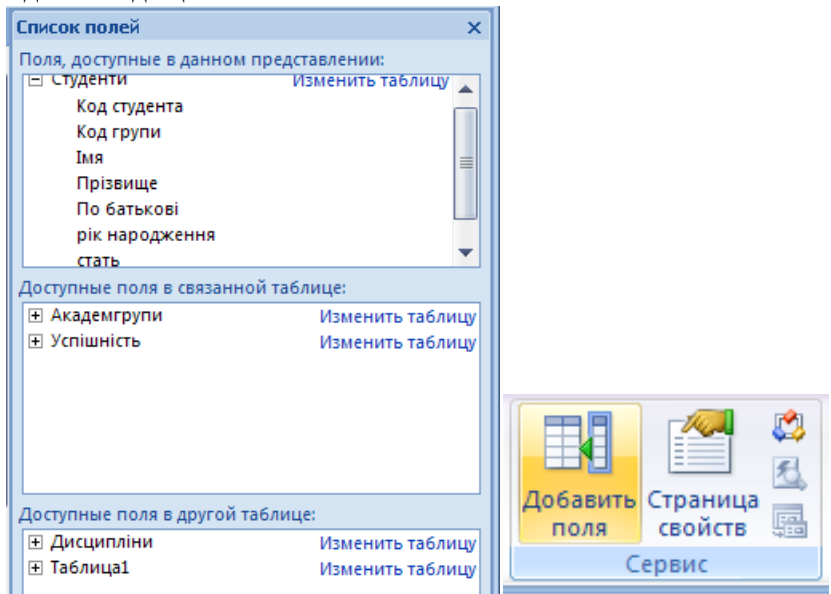 Список полей
Поля, доступные в данном представлении:
Студенти Изменить таблицу
Код студента
Код групи
Імя
Прізвище
По батькові
рік народження
стать
Доступные поля в связанной таблице:
Академгрупи Изменить таблицу
Успішність Изменить таблицу
Доступные поля в другой таблице:
Дисципліни Изменить таблицу
Таблица1 Изменить таблицу
Добавить поля
Страница свойств
Сервис